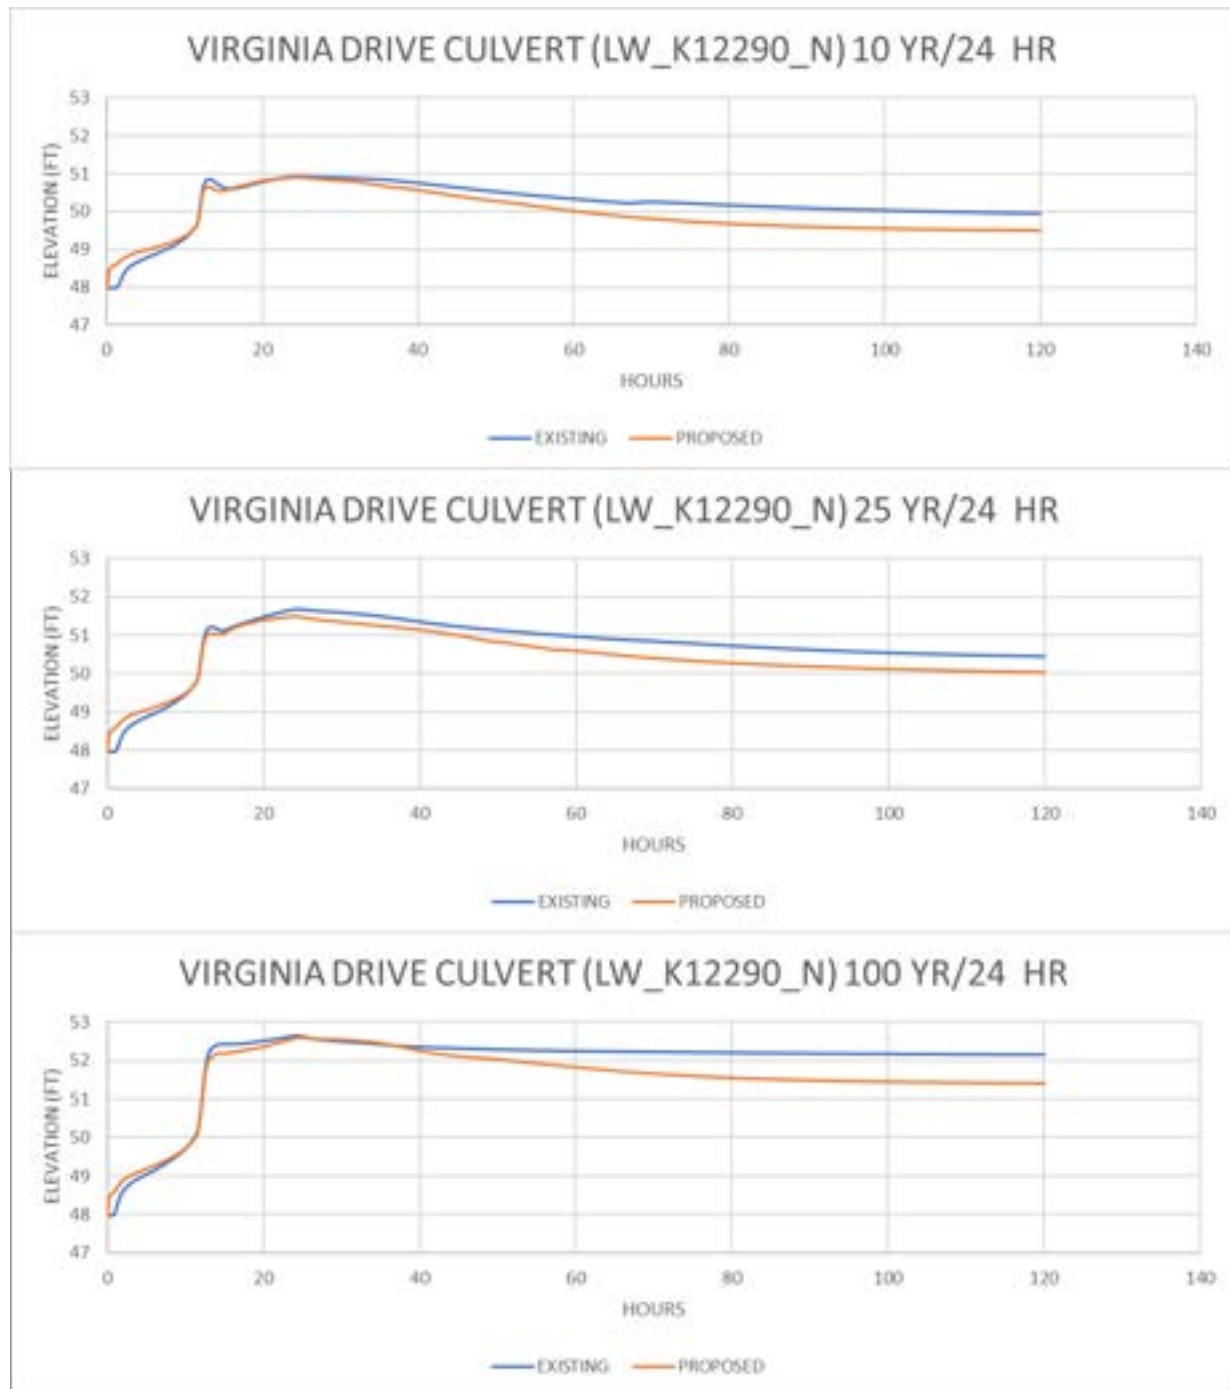 VIRGINIA DRIVE CULVERT (LW_K12290_N) 10 YR/24 HR
ELEVATION (FT)
53
52
51
50
49
48
47
0 20 40 60 80 100 120 140
HOURS
EXISTING PROPOSED
VIRGINIA DRIVE CULVERT (LW_K12290_N) 25 YR/24 HR
ELEVATION (FT)
53
52
51
50
49
48
47
0 20 40 60 80 100 120 140
HOURS
EXISTING PROPOSED
VIRGINIA DRIVE CULVERT (LW_K12290_N) 100 YR/24 HR
ELEVATION (FT)
53
52
51
50
49
48
47
0 20 40 60 80 100 120 140
HOURS
EXISTING PROPOSED